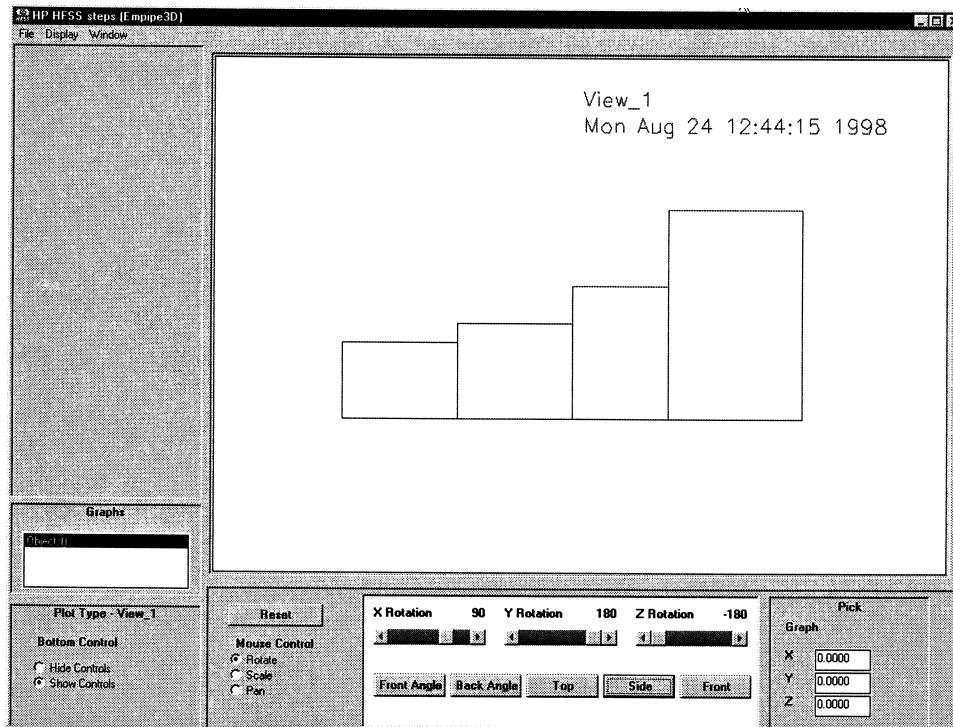 HP HFSS steps (Empipe3D)
File Display Window
View_1
Mon Aug 24 12:44:15 1998
Graphs
Object:()
Plot Type - View_1
Bottom Control
Hide Controls
Show Controls
Reset
Mouse Control
Rotate
Scale
Pan
X Rotation 90 Y Rotation 180 Z Rotation -180
Front Angle Back Angle Top Side Front
Pick
Graph
X 0.0000
Y 0.0000
Z 0.0000